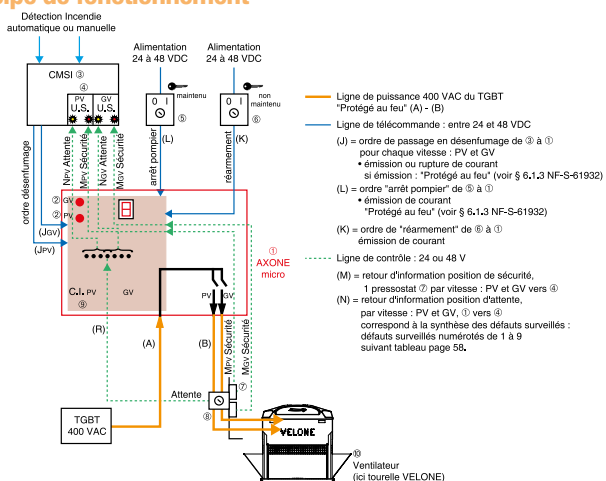 Détection Incendie
automatique ou manuelle
Alimentation
24 à 48 VDC
Alimentation
24 à 48 VDC
CMSI ③
④
PV
U.S.
GV
U.S.
maintenu
0 I
⑤
non
maintenu
0 I
⑥
(L)
(K)
ordre désenfumage
NPV Attente
MPV Sécurité
NGV Attente
MGV Sécurité
arrêt pompier
réarmement
② GV
② PV
(JGV)
(JPV)
①
AXONE
micro
C.I. PV
GV
⑨
PV
GV
(R)
(A)
(B)
MPV Sécurité
MGV Sécurité
Attente
⑦
⑧
TGBT
400 VAC
VELONE
⑩
Ventilateur
(ici tourelle VELONE)
Ligne de puissance 400 VAC du TGBT
"Protégé au feu" (A) - (B)
Ligne de télécommande : entre 24 et 48 VDC
(J) = ordre de passage en désenfumage de ③ à ①
pour chaque vitesse : PV et GV
• émission ou rupture de courant
si émission : "Protégé au feu" (voir § 6.1.3 NF-S-61932)
(L) = ordre "arrêt pompier" de ⑤ à ①
• émission de courant
"Protégé au feu" (voir § 6.1.3 NF-S-61932)
(K) = ordre de "réarmement" de ⑥ à ①
émission de courant
Ligne de contrôle : 24 ou 48 V
(M) = retour d'information position de sécurité,
1 pressostat ⑦ par vitesse : PV et GV vers ④
(N) = retour d'information position d'attente,
par vitesse : PV et GV, ① vers ④
correspond à la synthèse des défauts surveillés :
défauts surveillés numérotés de 1 à 9
suivant tableau page 58.